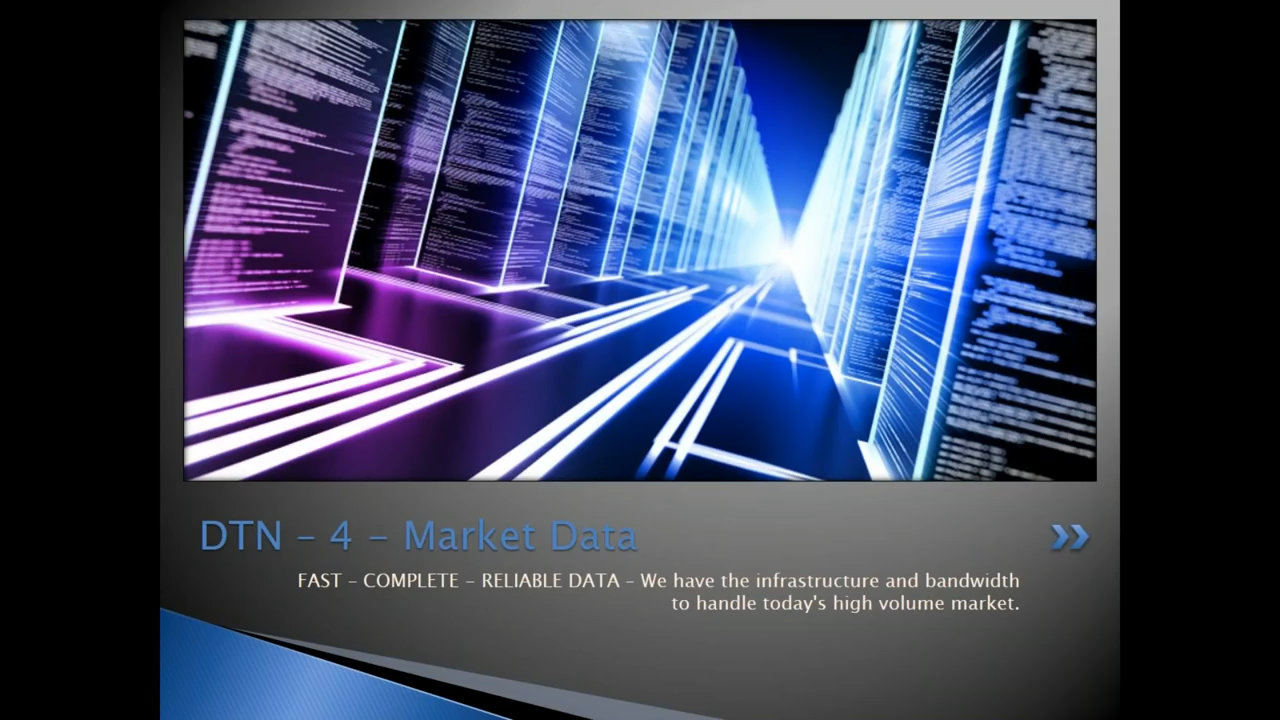 DTN – 4 – Market Data
FAST – COMPLETE – RELIABLE DATA – We have the infrastructure and bandwidth
to handle today's high volume market.